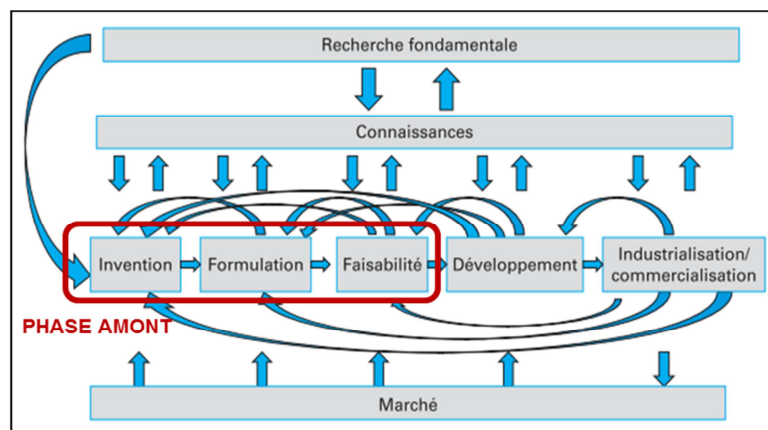 Recherche fondamentale
Connaissances
Invention
Formulation
Faisabilité
Développement
Industrialisation/
commercialisation
PHASE AMONT
Marché